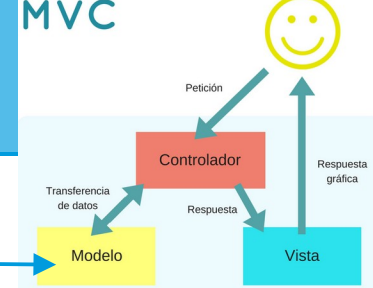 MVC
Petición
Controlador
Respuesta
gráfica
Transferencia
de datos
Respuesta
Modelo
Vista